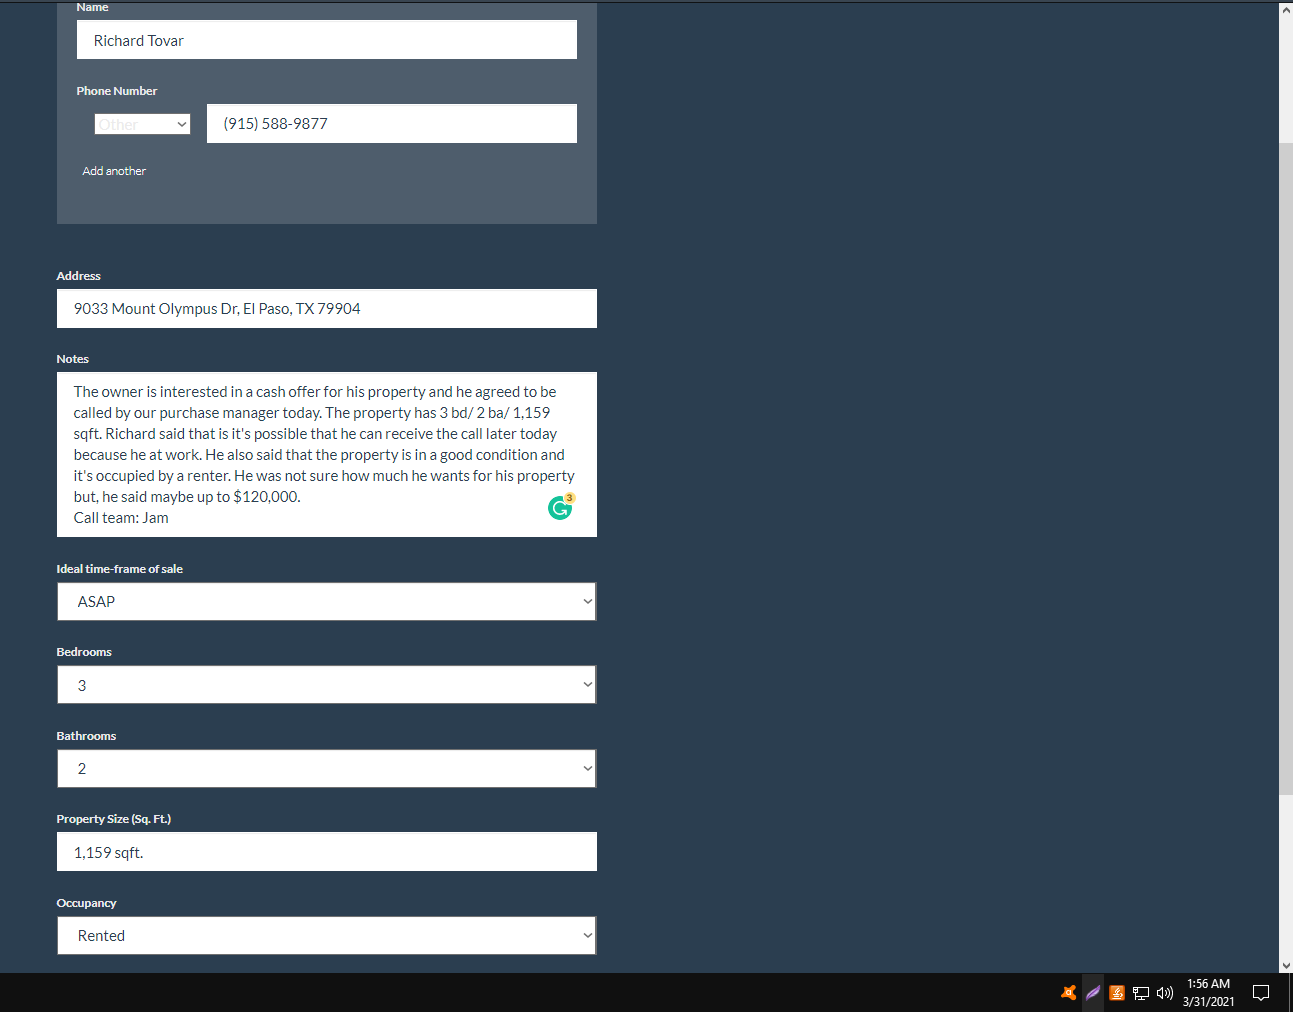 Name
Richard Tovar
Phone Number
Other
(915) 588-9877
Add another
Address
9033 Mount Olympus Dr, El Paso, TX 79904
Notes
The owner is interested in a cash offer for his property and he agreed to be
called by our purchase manager today. The property has 3 bd/ 2 ba/ 1,159
sqft. Richard said that is it's possible that he can receive the call later today
because he at work. He also said that the property is in a good condition and
it's occupied by a renter. He was not sure how much he wants for his property
but, he said maybe up to $120,000.
3
Call team: Jam
Ideal time-frame of sale
ASAP
Bedrooms
3
Bathrooms
2
Property Size (Sq. Ft.)
1,159 sqft.
Occupancy
Rented
1:56 AM
3/31/2021